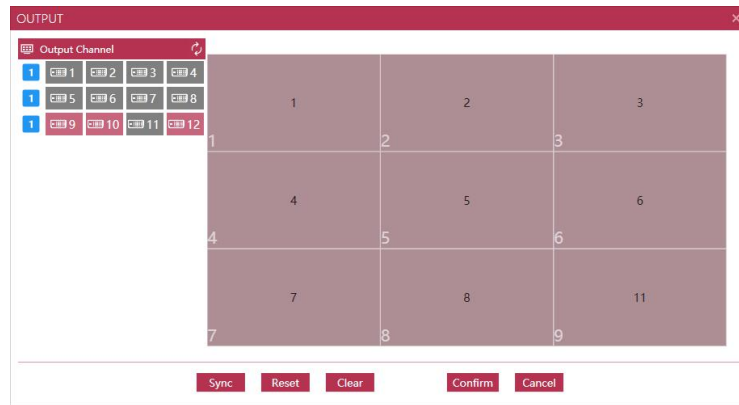 OUTPUT ×
Output Channel
1 1 2 3 4
1 5 6 7 8
1 9 10 11 12
1 2 3
1 2 3
4 5 6
4 5 6
7 8 11
7 8 9
Sync Reset Clear Confirm Cancel